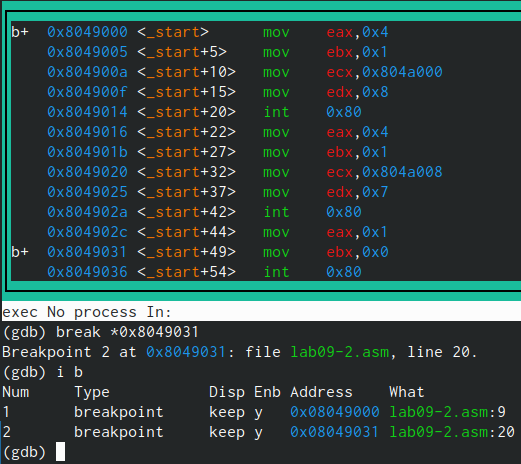 b+ 0x8049000 <_start> mov eax,0x4
0x8049005 <_start+5> mov ebx,0x1
0x804900a <_start+10> mov ecx,0x804a000
0x804900f <_start+15> mov edx,0x8
0x8049014 <_start+20> int 0x80
0x8049016 <_start+22> mov eax,0x4
0x804901b <_start+27> mov ebx,0x1
0x8049020 <_start+32> mov ecx,0x804a008
0x8049025 <_start+37> mov edx,0x7
0x804902a <_start+42> int 0x80
0x804902c <_start+44> mov eax,0x1
b+ 0x8049031 <_start+49> mov ebx,0x0
0x8049036 <_start+54> int 0x80
exec No process In:
(gdb) break *0x8049031
Breakpoint 2 at 0x8049031: file lab09-2.asm, line 20.
(gdb) i b
Num Type Disp Enb Address What
1 breakpoint keep y 0x08049000 lab09-2.asm:9
2 breakpoint keep y 0x08049031 lab09-2.asm:20
(gdb)